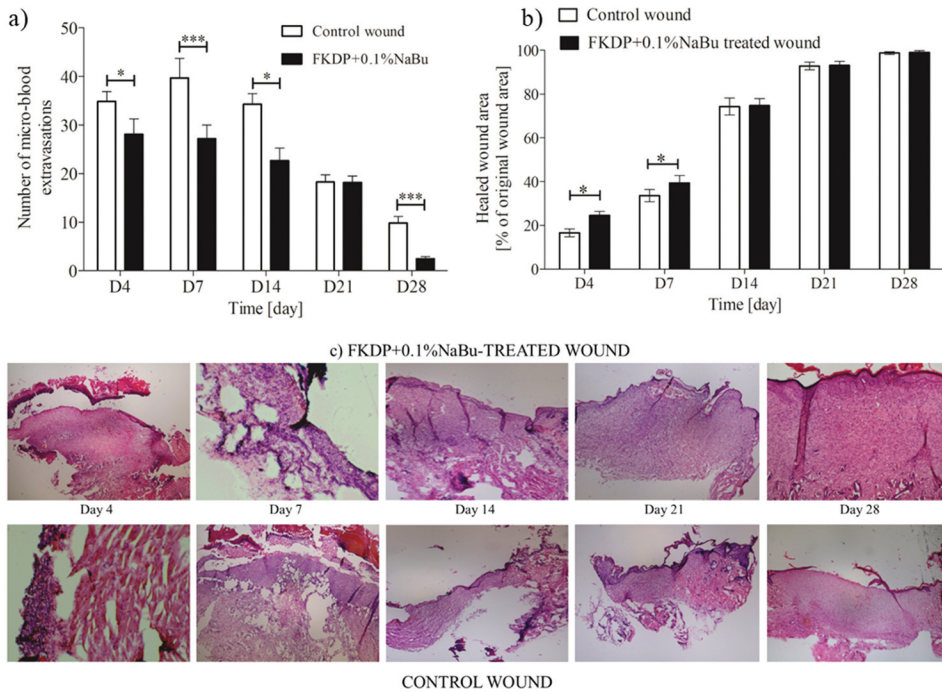 a)
Number of micro-blood
extravasations
50
40
30
20
10
0
Control wound
FKDP+0.1%NaBu
*
***
*
***
D4 D7 D14 D21 D28
Time [day]
b)
Healed wound area
[% of original wound area]
100
80
60
40
20
0
Control wound
FKDP+0.1%NaBu treated wound
*
*
D4 D7 D14 D21 D28
Time [day]
c) FKDP+0.1%NaBu-TREATED WOUND
Day 4 Day 7 Day 14 Day 21 Day 28
CONTROL WOUND